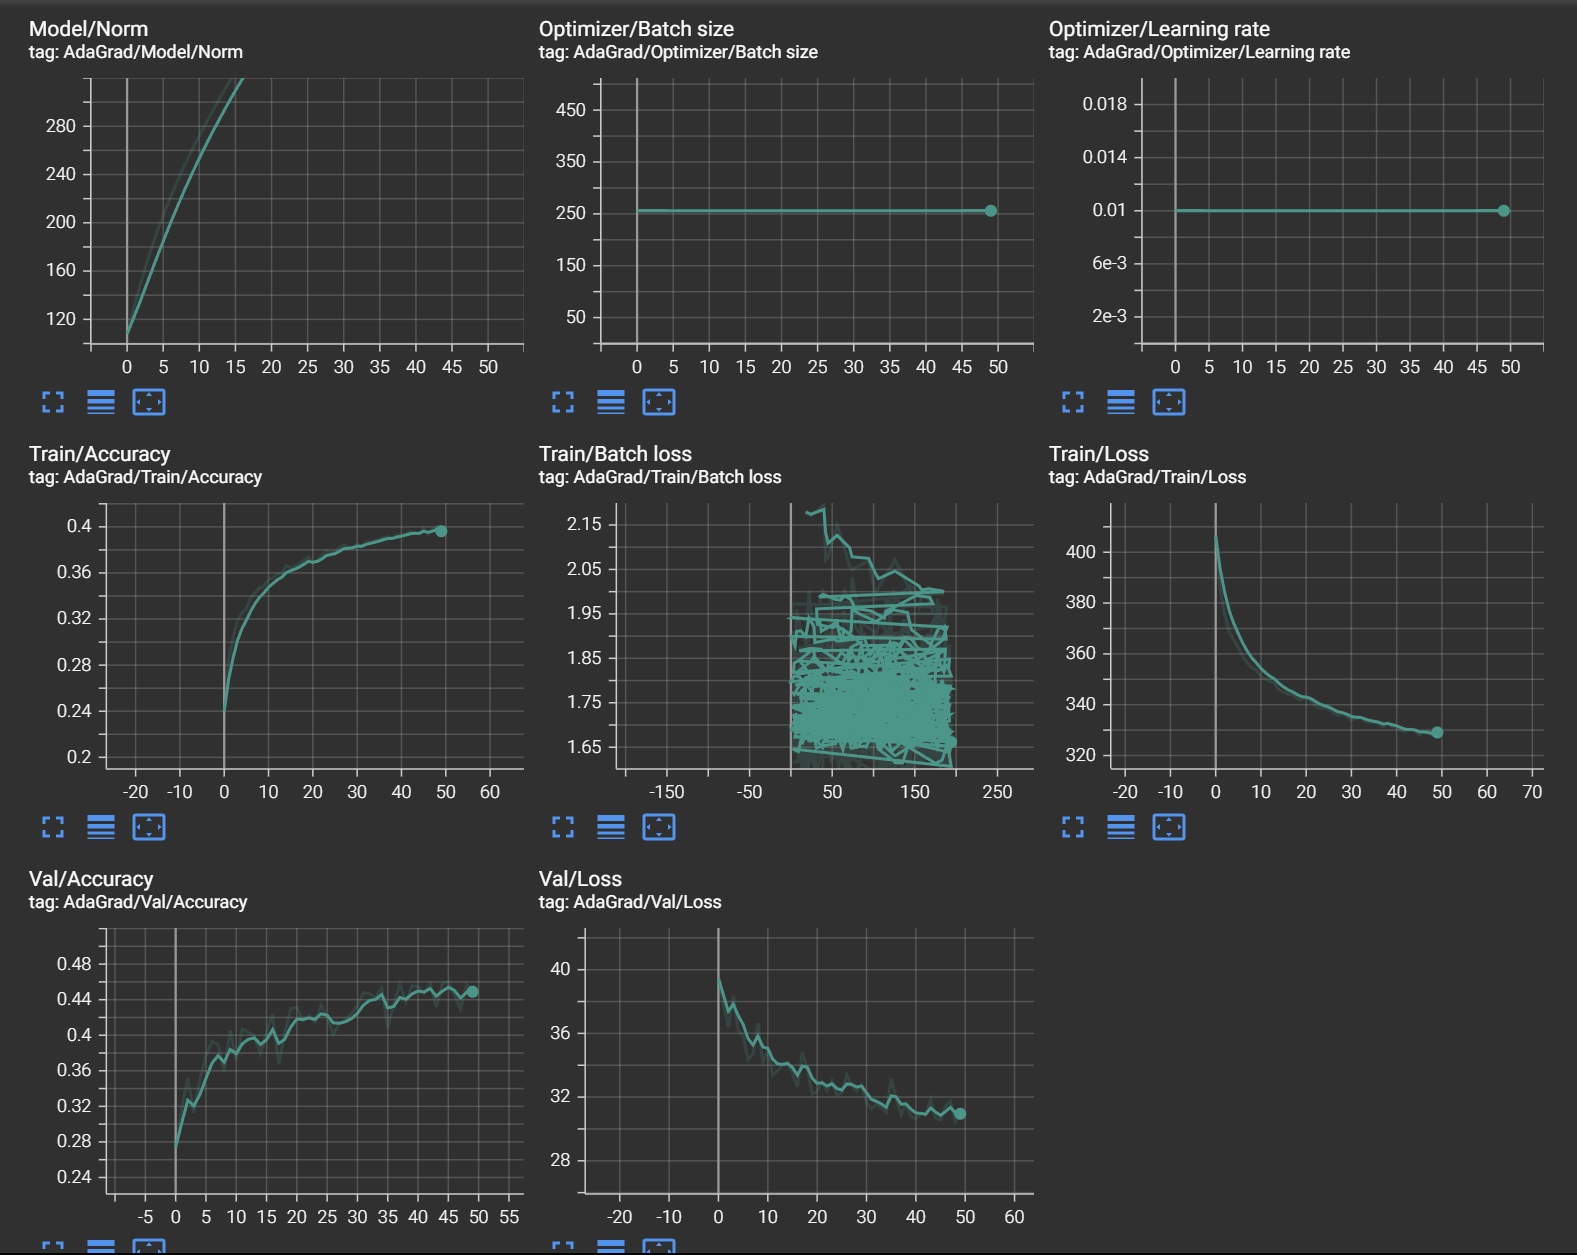 Model/Norm
tag: AdaGrad/Model/Norm
280
240
200
160
120
0 5 10 15 20 25 30 35 40 45 50
Optimizer/Batch size
tag: AdaGrad/Optimizer/Batch size
450
350
250
150
50
0 5 10 15 20 25 30 35 40 45 50
Optimizer/Learning rate
tag: AdaGrad/Optimizer/Learning rate
0.018
0.014
0.01
6e-3
2e-3
0 5 10 15 20 25 30 35 40 45 50
Train/Accuracy
tag: AdaGrad/Train/Accuracy
0.4
0.36
0.32
0.28
0.24
0.2
-20 -10 0 10 20 30 40 50 60
Train/Batch loss
tag: AdaGrad/Train/Batch loss
2.15
2.05
1.95
1.85
1.75
1.65
-150 -50 50 150 250
Train/Loss
tag: AdaGrad/Train/Loss
400
380
360
340
320
-20 -10 0 10 20 30 40 50 60 70
Val/Accuracy
tag: AdaGrad/Val/Accuracy
0.48
0.44
0.4
0.36
0.32
0.28
0.24
-5 0 5 10 15 20 25 30 35 40 45 50 55
Val/Loss
tag: AdaGrad/Val/Loss
40
36
32
28
-20 -10 0 10 20 30 40 50 60